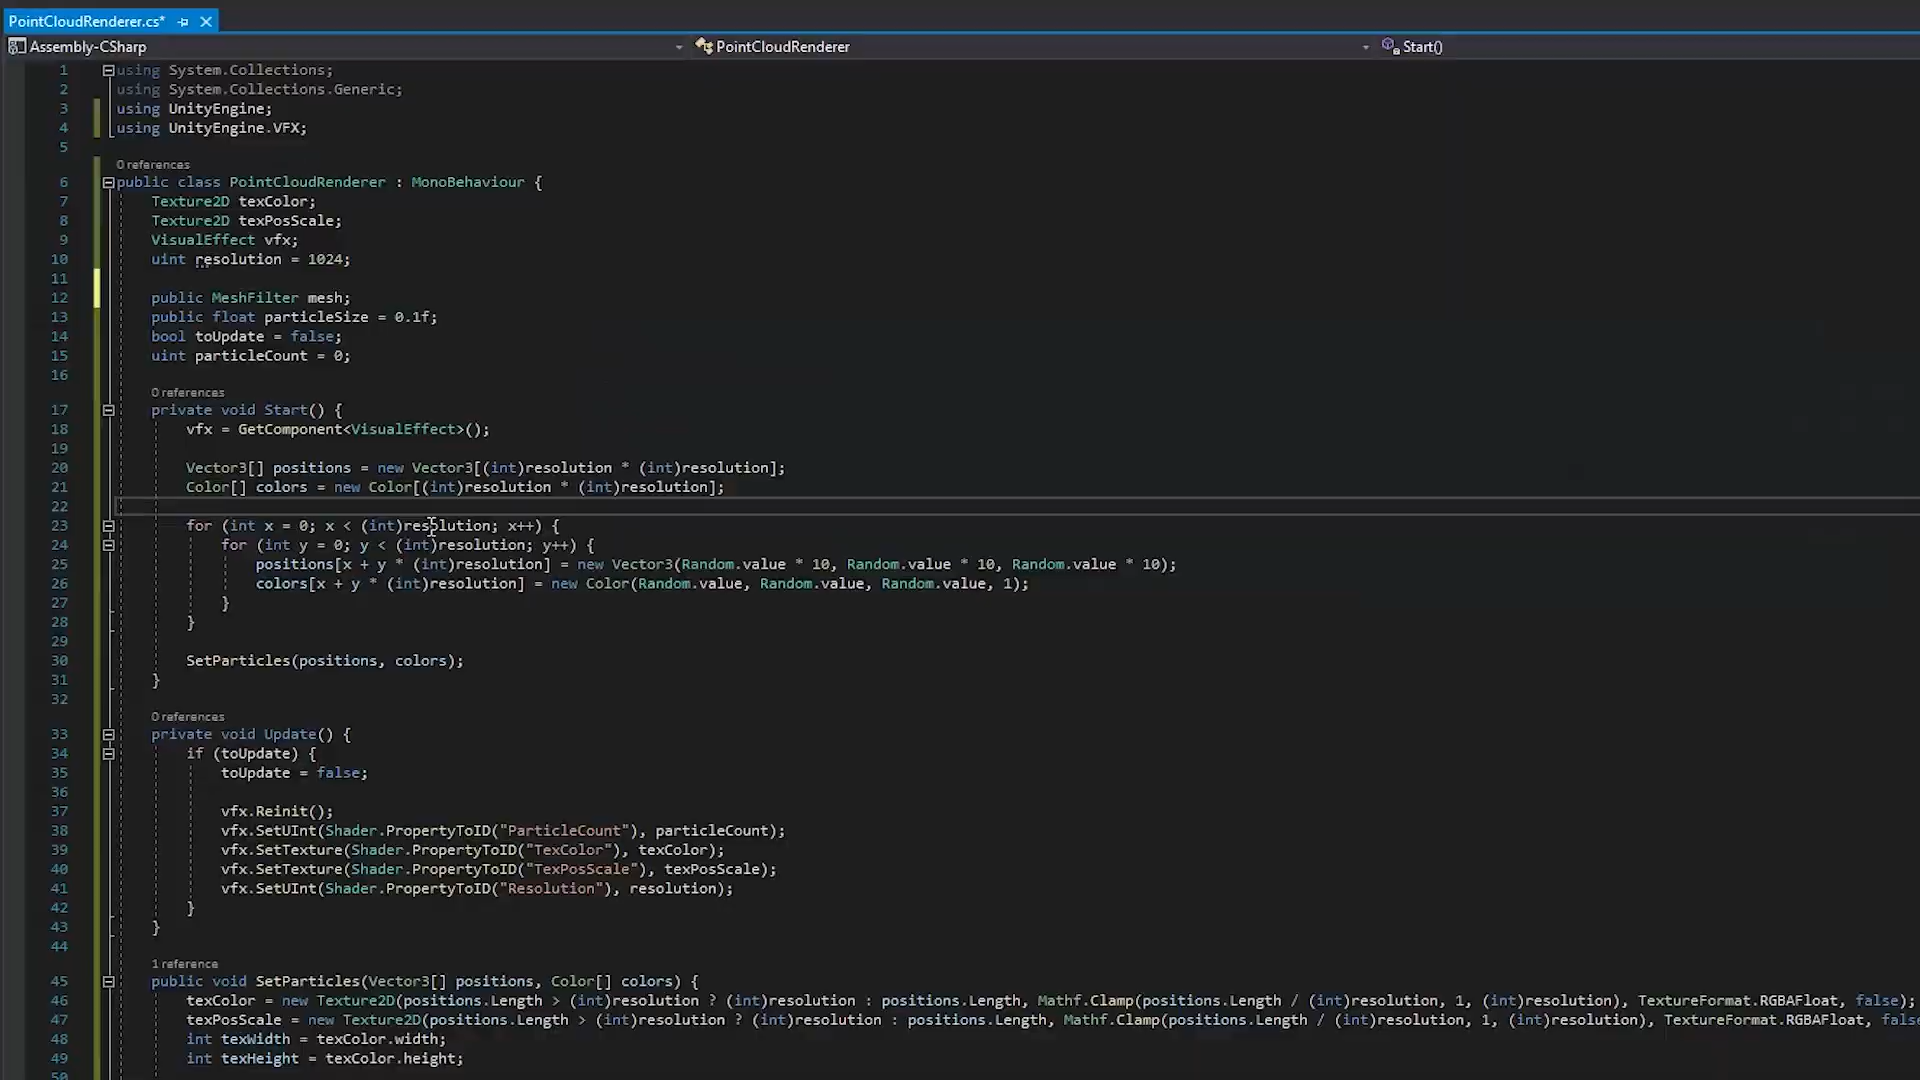 PointCloudRenderer.cs*
Assembly-CSharp PointCloudRenderer Start()
1 using System.Collections;
2 using System.Collections.Generic;
3 using UnityEngine;
4 using UnityEngine.VFX;
5
0 references
6 public class PointCloudRenderer : MonoBehaviour {
7 Texture2D texColor;
8 Texture2D texPosScale;
9 VisualEffect vfx;
10 uint resolution = 1024;
11
12 public MeshFilter mesh;
13 public float particleSize = 0.1f;
14 bool toUpdate = false;
15 uint particleCount = 0;
16
0 references
17 private void Start() {
18 vfx = GetComponent<VisualEffect>();
19
20 Vector3[] positions = new Vector3[(int)resolution * (int)resolution];
21 Color[] colors = new Color[(int)resolution * (int)resolution];
22
23 for (int x = 0; x < (int)resolution; x++) {
24 for (int y = 0; y < (int)resolution; y++) {
25 positions[x + y * (int)resolution] = new Vector3(Random.value * 10, Random.value * 10, Random.value * 10);
26 colors[x + y * (int)resolution] = new Color(Random.value, Random.value, Random.value, 1);
27 }
28 }
29
30 SetParticles(positions, colors);
31 }
32
0 references
33 private void Update() {
34 if (toUpdate) {
35 toUpdate = false;
36
37 vfx.Reinit();
38 vfx.SetUInt(Shader.PropertyToID("ParticleCount"), particleCount);
39 vfx.SetTexture(Shader.PropertyToID("TexColor"), texColor);
40 vfx.SetTexture(Shader.PropertyToID("TexPosScale"), texPosScale);
41 vfx.SetUInt(Shader.PropertyToID("Resolution"), resolution);
42 }
43 }
44
1 reference
45 public void SetParticles(Vector3[] positions, Color[] colors) {
46 texColor = new Texture2D(positions.Length > (int)resolution ? (int)resolution : positions.Length, Mathf.Clamp(positions.Length / (int)resolution, 1, (int)resolution), TextureFormat.RGBAFloat, false);
47 texPosScale = new Texture2D(positions.Length > (int)resolution ? (int)resolution : positions.Length, Mathf.Clamp(positions.Length / (int)resolution, 1, (int)resolution), TextureFormat.RGBAFloat, false
48 int texWidth = texColor.width;
49 int texHeight = texColor.height;
50